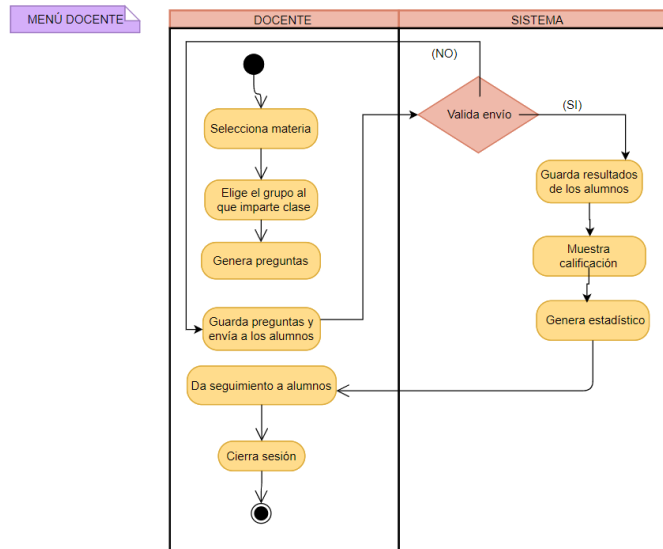 MENÚ DOCENTE
DOCENTE
SISTEMA
(NO)
Valida envío
(SI)
Selecciona materia
Elige el grupo al
que imparte clase
Genera preguntas
Guarda preguntas y
envía a los alumnos
Guarda resultados
de los alumnos
Muestra
calificación
Genera estadístico
Da seguimiento a alumnos
Cierra sesión